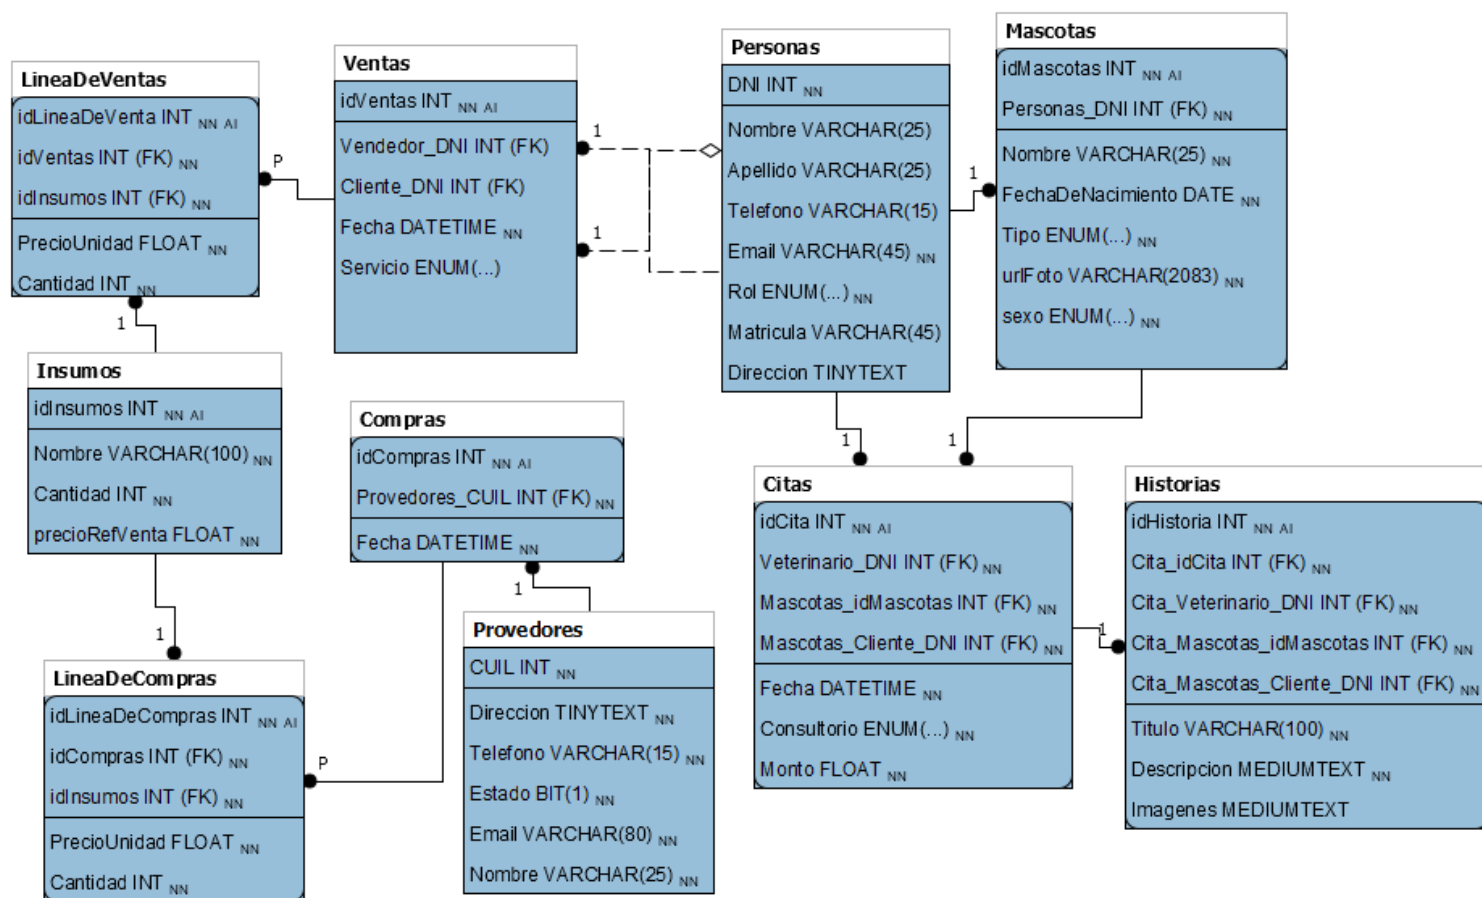 LineaDeVentas
idLineaDeVenta INT NN AI
idVentas INT (FK) NN
idInsumos INT (FK) NN
PrecioUnidad FLOAT NN
Cantidad INT NN
P
1
Ventas
idVentas INT NN AI
Vendedor_DNI INT (FK)
Cliente_DNI INT (FK)
Fecha DATETIME NN
Servicio ENUM(...)
1
1
Personas
DNI INT NN
Nombre VARCHAR(25)
Apellido VARCHAR(25)
Telefono VARCHAR(15)
Email VARCHAR(45) NN
Rol ENUM(...) NN
Matricula VARCHAR(45)
Direccion TINYTEXT
1
Mascotas
idMascotas INT NN AI
Personas_DNI INT (FK) NN
Nombre VARCHAR(25) NN
FechaDeNacimiento DATE NN
Tipo ENUM(...) NN
urlFoto VARCHAR(2083) NN
sexo ENUM(...) NN
Insumos
idInsumos INT NN AI
Nombre VARCHAR(100) NN
Cantidad INT NN
precioRefVenta FLOAT NN
1
Compras
idCompras INT NN AI
Provedores_CUIL INT (FK) NN
Fecha DATETIME NN
1
P
1
1
Citas
idCita INT NN AI
Veterinario_DNI INT (FK) NN
Mascotas_idMascotas INT (FK) NN
Mascotas_Cliente_DNI INT (FK) NN
Fecha DATETIME NN
Consultorio ENUM(...) NN
Monto FLOAT NN
1
Historias
idHistoria INT NN AI
Cita_idCita INT (FK) NN
Cita_Veterinario_DNI INT (FK) NN
Cita_Mascotas_idMascotas INT (FK) NN
Cita_Mascotas_Cliente_DNI INT (FK) NN
Titulo VARCHAR(100) NN
Descripcion MEDIUMTEXT NN
Imagenes MEDIUMTEXT
LineaDeCompras
idLineaDeCompras INT NN AI
idCompras INT (FK) NN
idInsumos INT (FK) NN
PrecioUnidad FLOAT NN
Cantidad INT NN
Provedores
CUIL INT NN
Direccion TINYTEXT NN
Telefono VARCHAR(15) NN
Estado BIT(1) NN
Email VARCHAR(80) NN
Nombre VARCHAR(25) NN